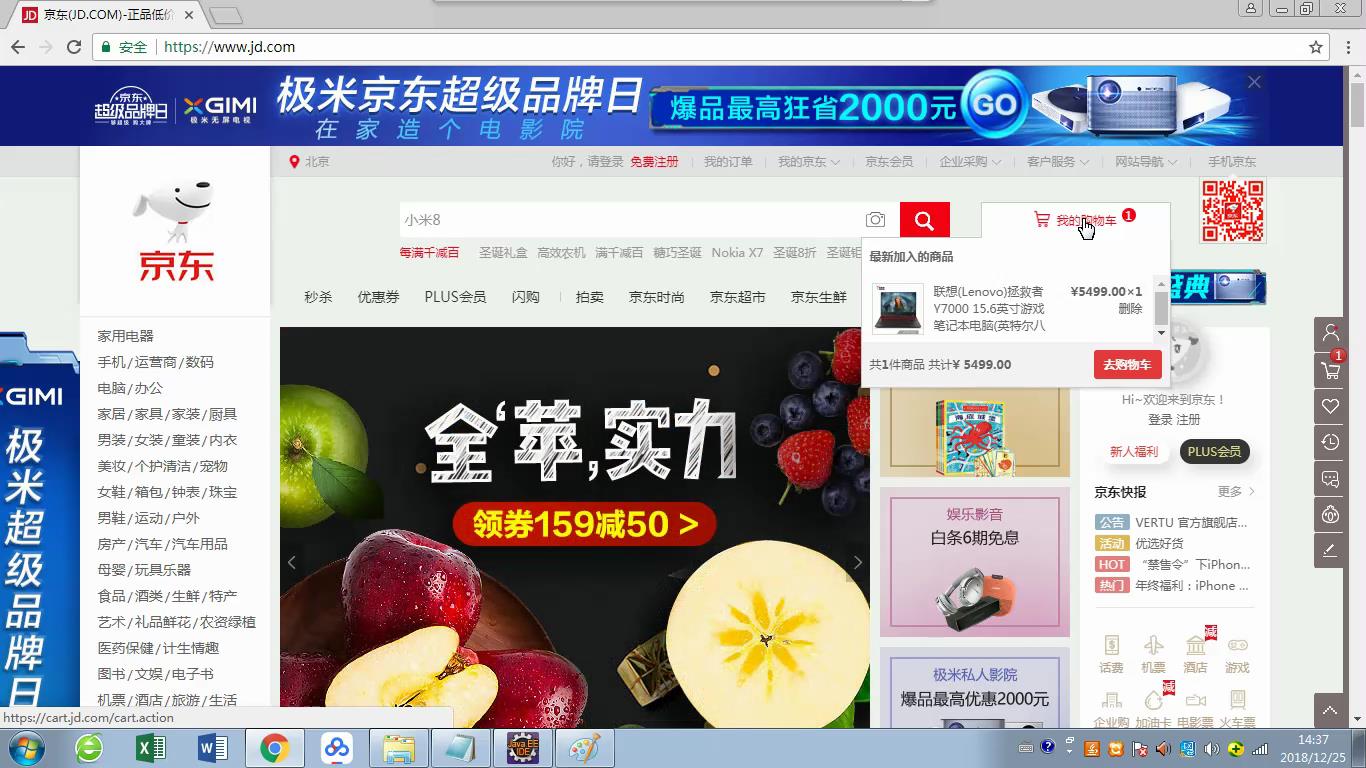 京东(JD.COM)-正品低价
安全 https://www.jd.com
京东
超级品牌日
XGIMI
极米无屏电视
极米京东超级品牌日
在家造个电影院
爆品最高狂省2000元
GO
北京
你好，请登录 免费注册 我的订单 我的京东 京东会员 企业采购 客户服务 网站导航 手机京东
京东
小米8
我的购物车 1
每满千减百 圣诞礼盒 高效农机 满千减百 糖巧圣诞 Nokia X7 圣诞8折
秒杀 优惠券 PLUS会员 闪购 拍卖 京东时尚 京东超市 京东生鲜
最新加入的商品
联想(Lenovo)拯救者
Y7000 15.6英寸游戏
笔记本电脑(英特尔八
¥5499.00×1
删除
共1件商品 共计¥ 5499.00
去购物车
盛典
家用电器
手机/运营商/数码
电脑/办公
家居/家具/家装/厨具
男装/女装/童装/内衣
美妆/个护清洁/宠物
女鞋/箱包/钟表/珠宝
男鞋/运动/户外
房产/汽车/汽车用品
母婴/玩具乐器
食品/酒类/生鲜/特产
艺术/礼品鲜花/农资绿植
医药保健/计生情趣
图书/文娱/电子书
机票/酒店/旅游/生活
GIMI
极米超级品牌日
全‘苹，实力
领券159减50 >
娱乐影音
白条6期免息
极米私人影院
爆品最高优惠2000元
Hi~欢迎来到京东！
登录 注册
新人福利 PLUS会员
京东快报 更多
公告 VERTU 官方旗舰店...
活动 优选好货
HOT “禁售令”下iPhon...
热门 年终福利：iPhone ...
减
话费 机票 酒店 游戏
减
企业购 加油卡 电影票 火车票
1
https://cart.jd.com/cart.action
Java EE
IDE
14:37
2018/12/25